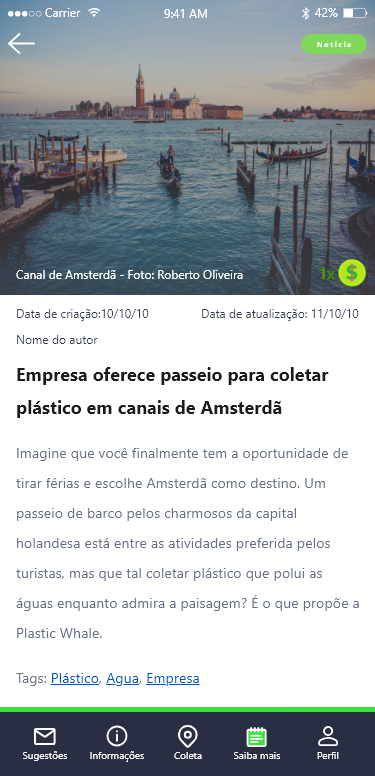 Carrier 9:41 AM 42%
Notícia
Canal de Amsterdã - Foto: Roberto Oliveira 1x $
Data de criação:10/10/10 Data de atualização: 11/10/10
Nome do autor
Empresa oferece passeio para coletar
plástico em canais de Amsterdã
Imagine que você finalmente tem a oportunidade de
tirar férias e escolhe Amsterdã como destino. Um
passeio de barco pelos charmosos da capital
holandesa está entre as atividades preferida pelos
turistas, mas que tal coletar plástico que polui as
águas enquanto admira a paisagem? É o que propõe a
Plastic Whale.
Tags: Plástico, Agua, Empresa
Sugestões Informações Coleta Saiba mais Perfil